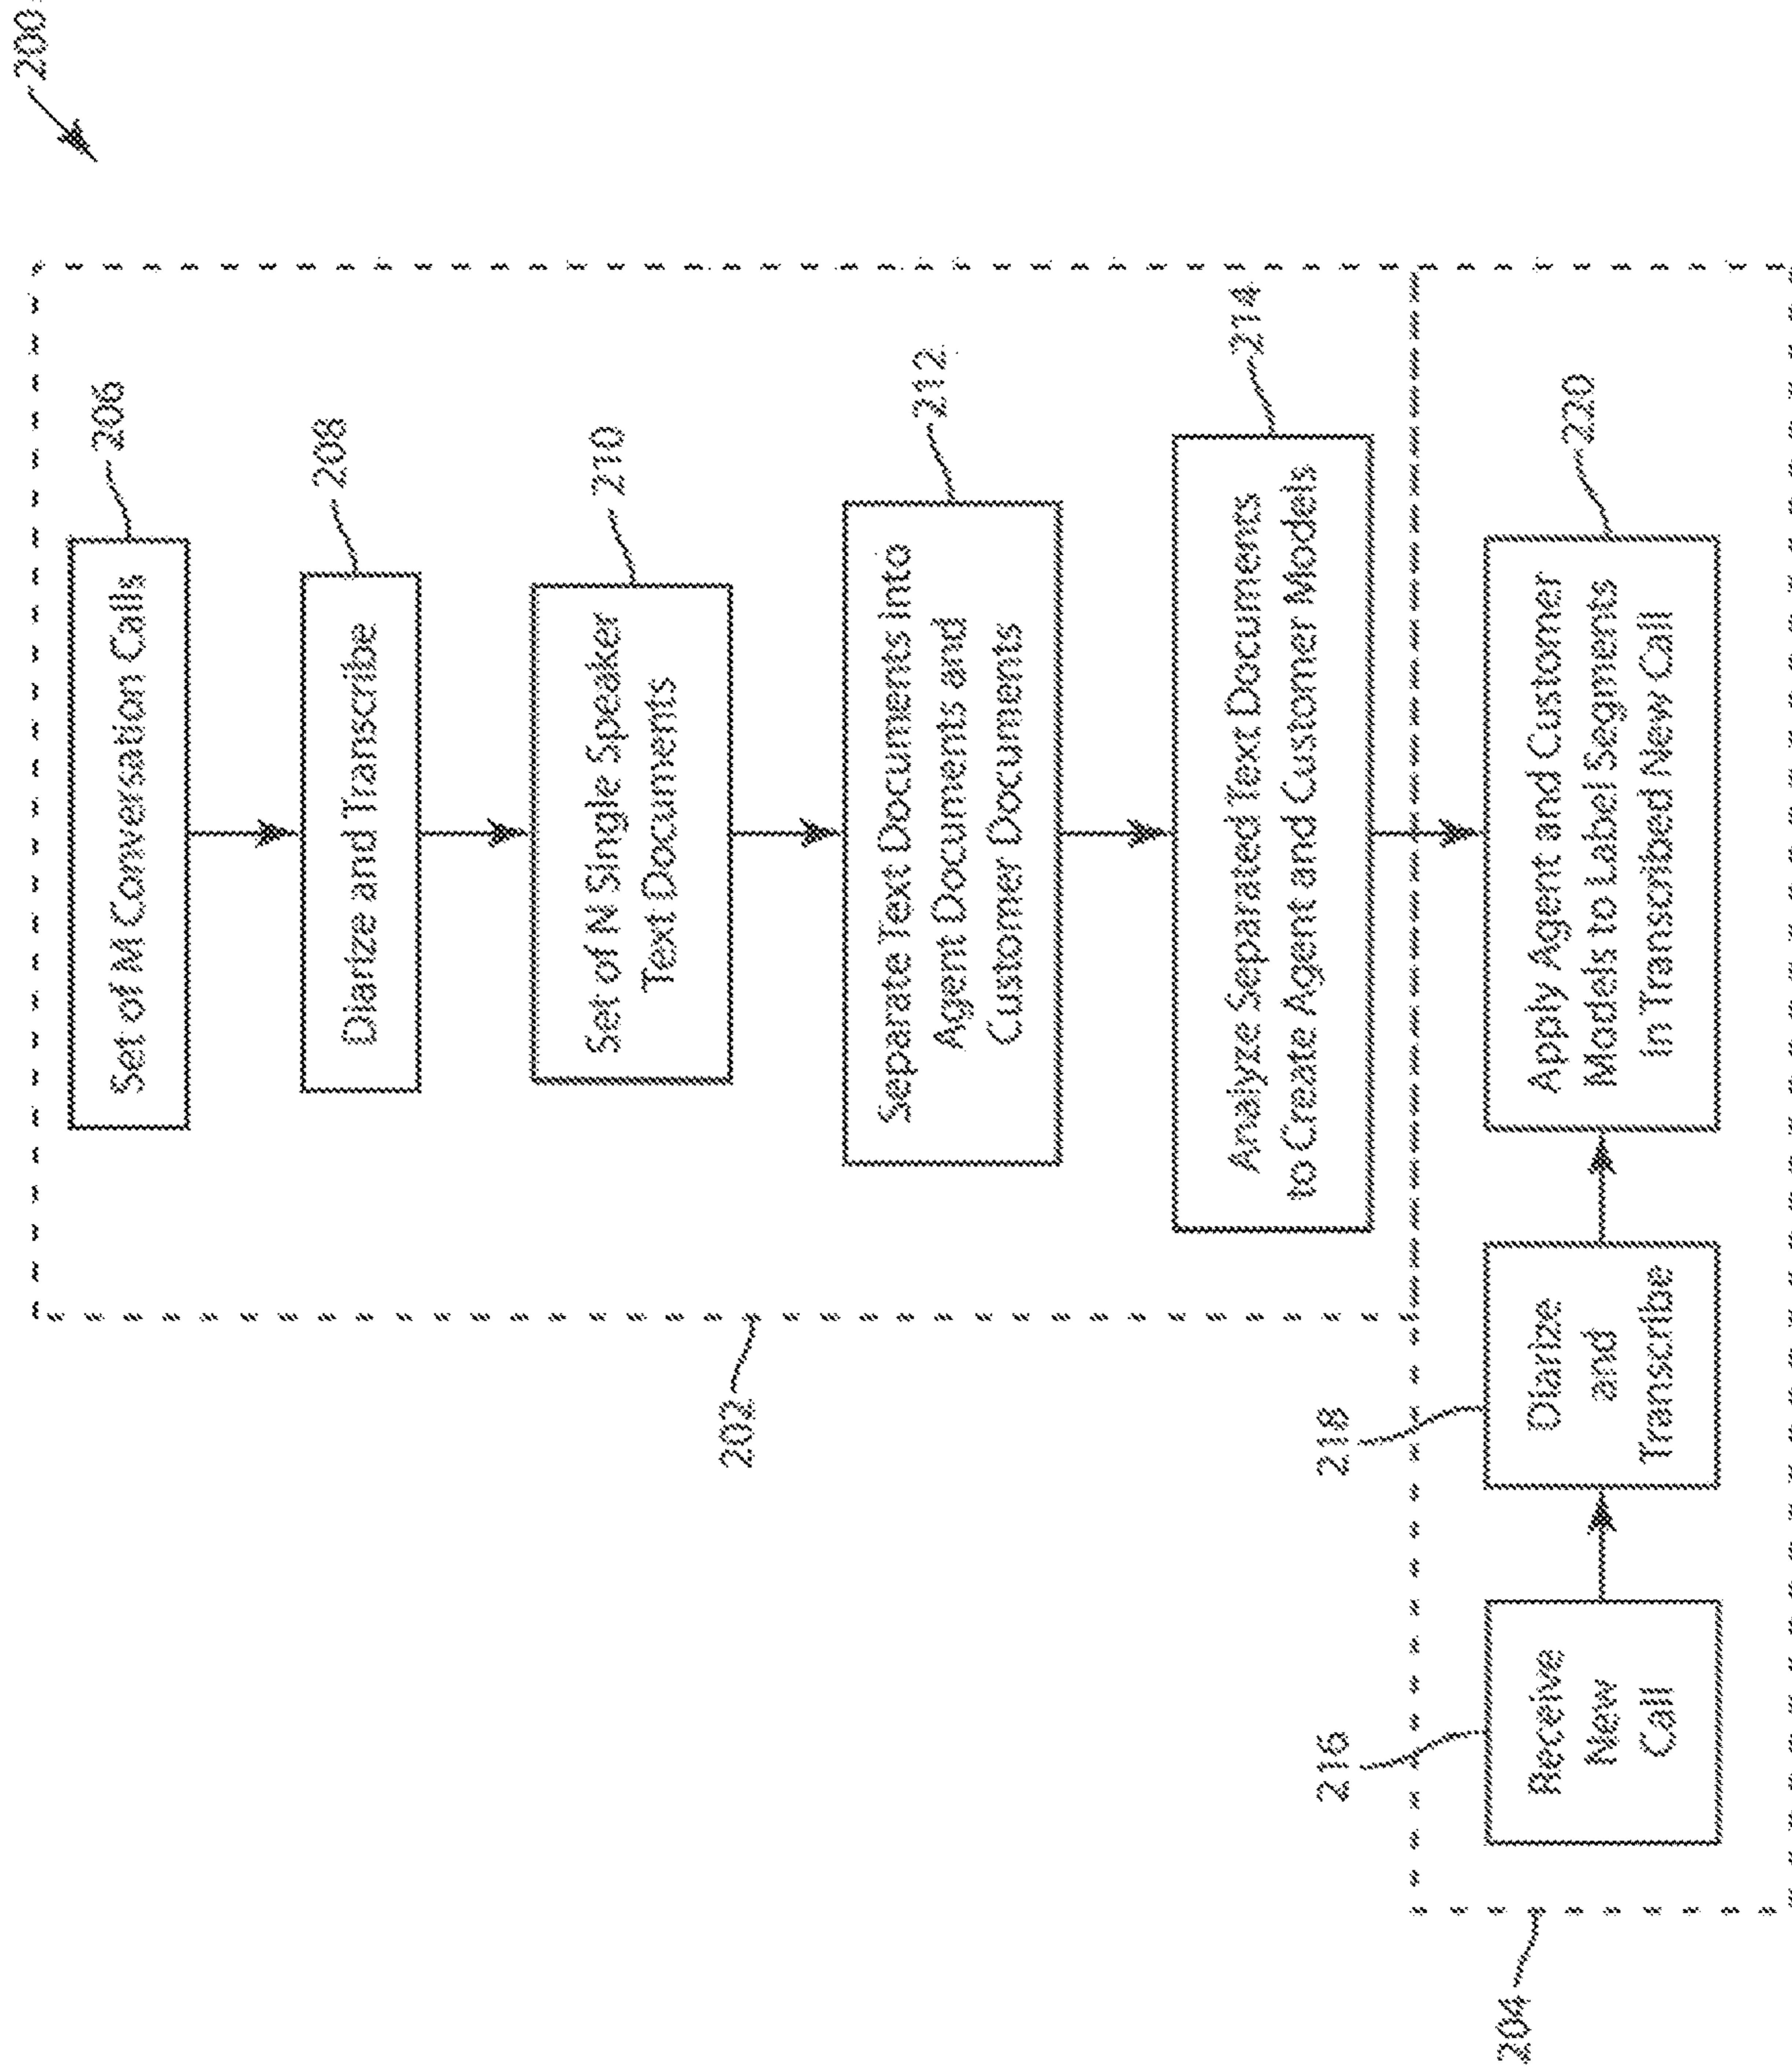 200
206
Set of M Conversation Calls
208
Diarize and Transcribe
210
Set of N Single Speaker
Text Documents
212
Separate Text Documents Into
Agent Documents and
Customer Documents
202
214
Analyze Separated Text Documents
to Create Agent and Customer Models
216
Receive
New
Call
218
Diarize
and
Transcribe
220
Apply Agent and Customer
Models to Label Segments
in Transcribed New Call
204